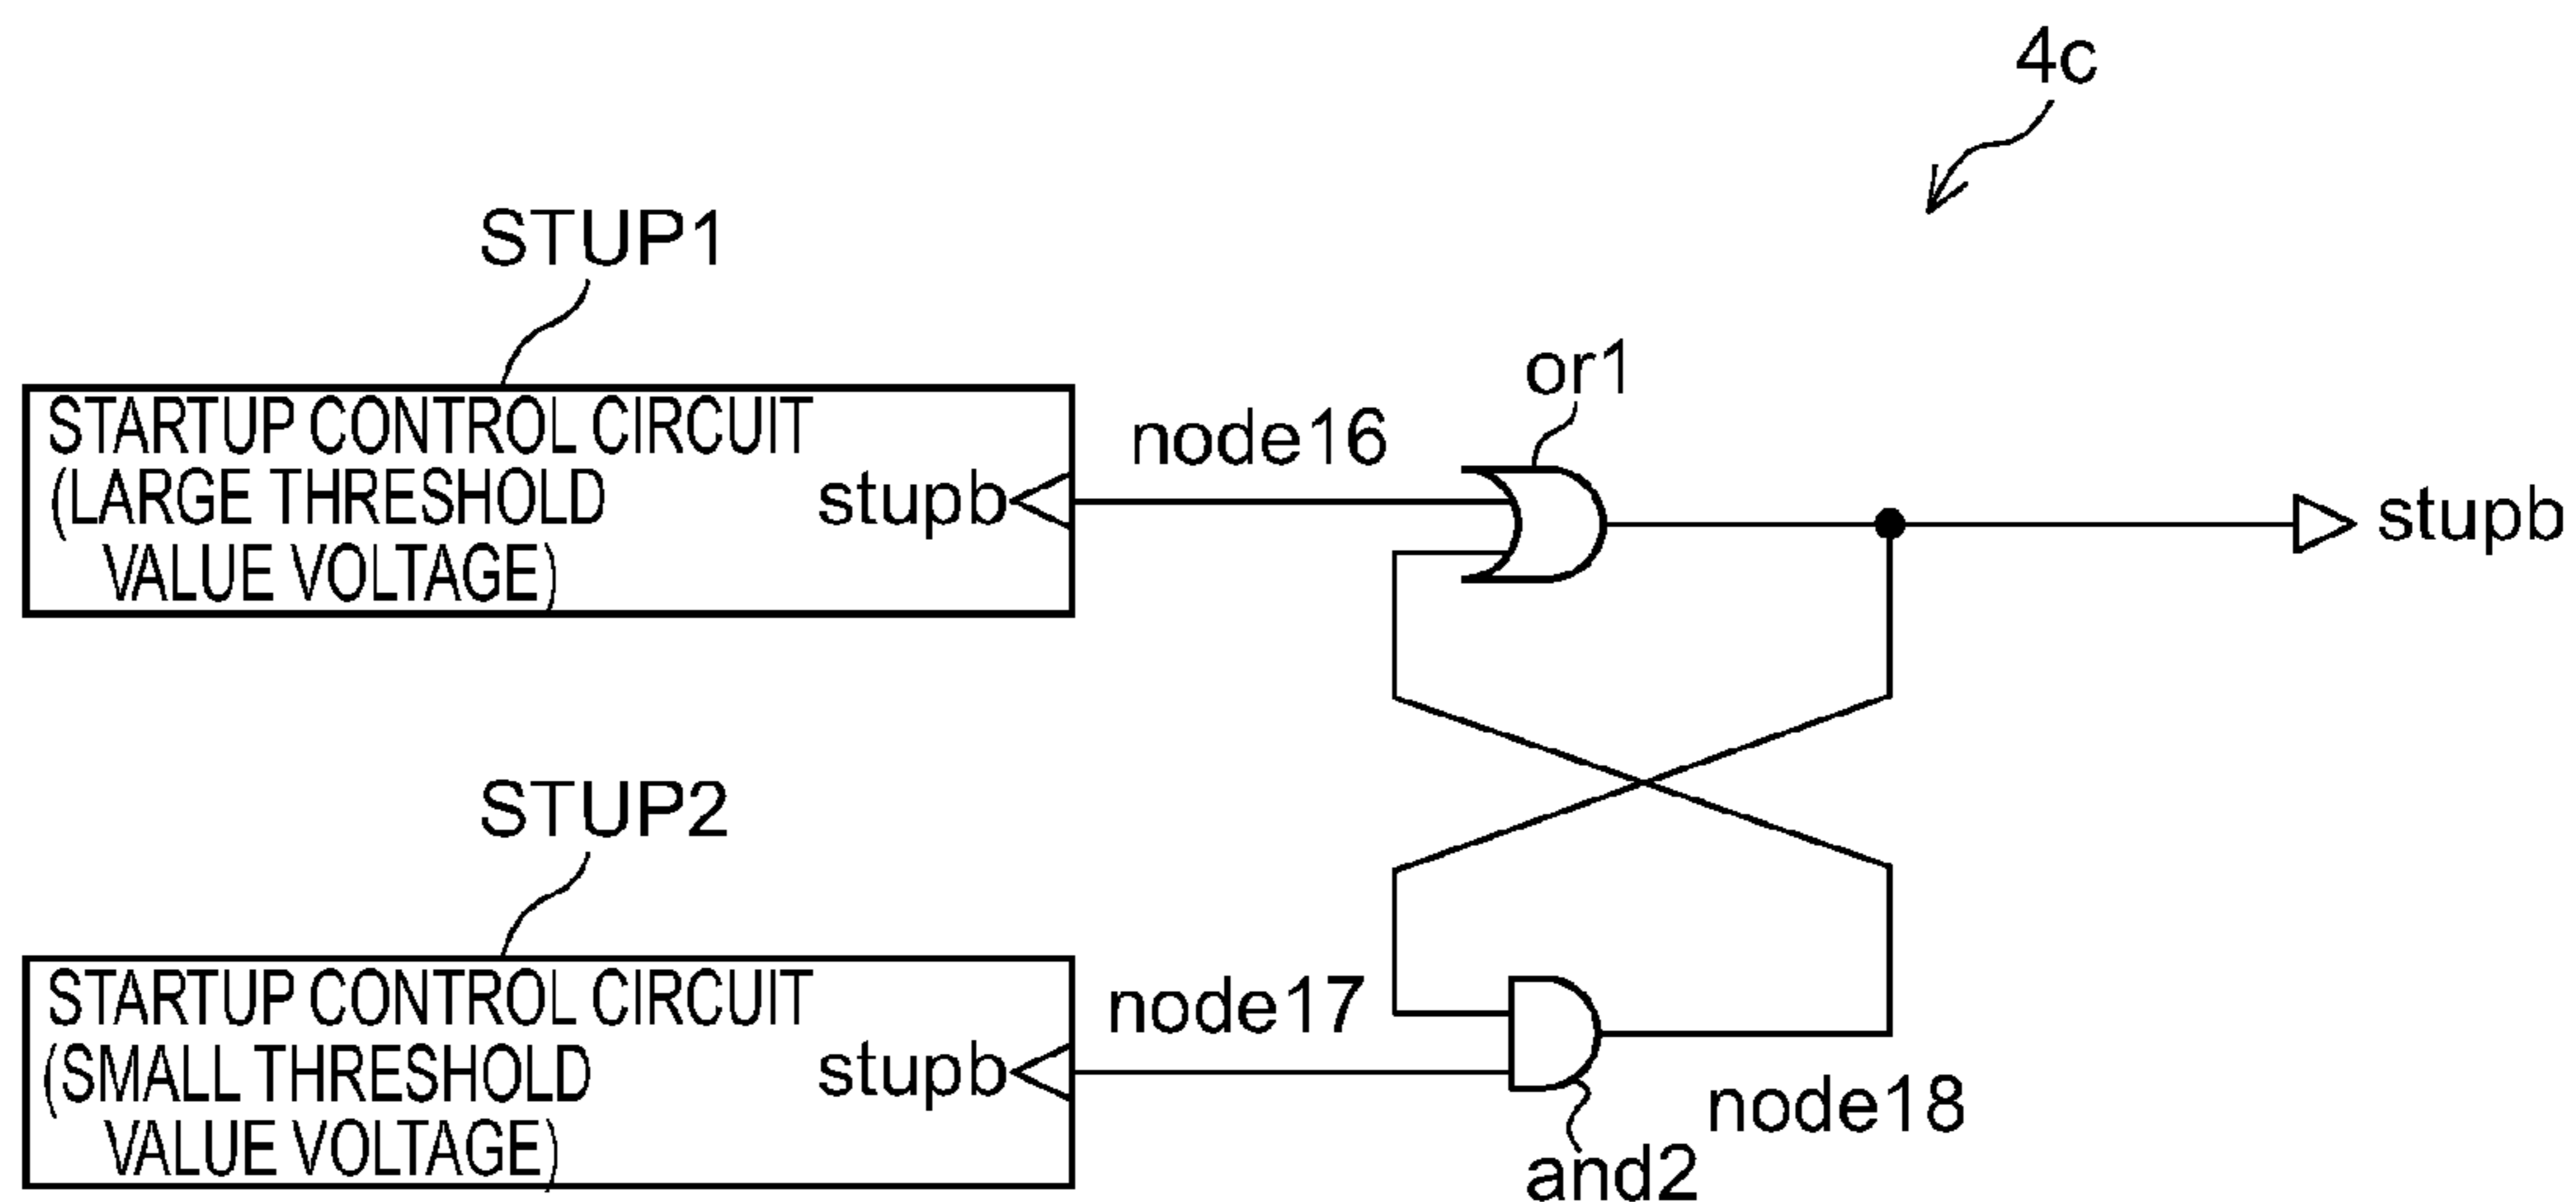 4c
STUP1
STARTUP CONTROL CIRCUIT
(LARGE THRESHOLD
VALUE VOLTAGE)
stupb
node16
or1
stupb
STUP2
STARTUP CONTROL CIRCUIT
(SMALL THRESHOLD
VALUE VOLTAGE)
stupb
node17
node18
and2